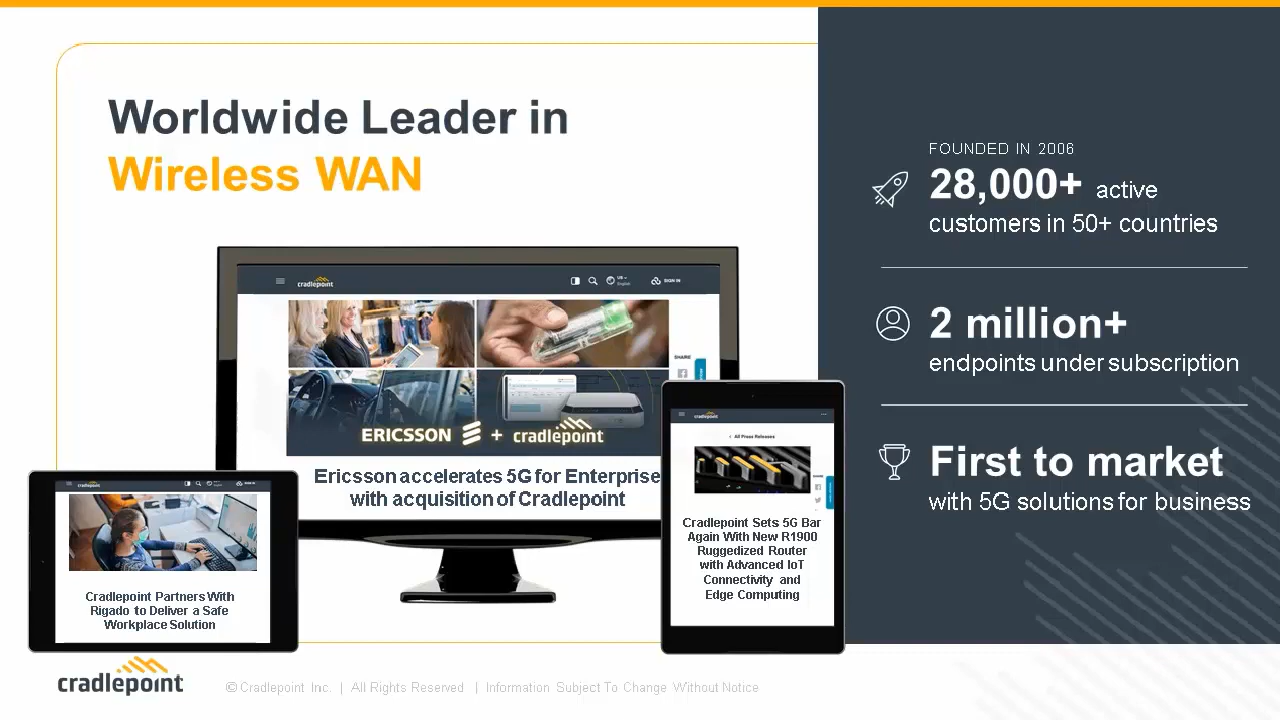 Worldwide Leader in
Wireless WAN
FOUNDED IN 2006
28,000+ active
customers in 50+ countries
2 million+
endpoints under subscription
First to market
with 5G solutions for business
cradlepoint
US
English
SIGN IN
SHARE
ERICSSON + cradlepoint
Ericsson accelerates 5G for Enterprise
with acquisition of Cradlepoint
cradlepoint
Cradlepoint Partners With
Rigado to Deliver a Safe
Workplace Solution
cradlepoint
All Press Releases
SHARE
Cradlepoint Sets 5G Bar
Again With New R1900
Ruggedized Router
with Advanced IoT
Connectivity and
Edge Computing
cradlepoint
© Cradlepoint Inc. | All Rights Reserved | Information Subject To Change Without Notice